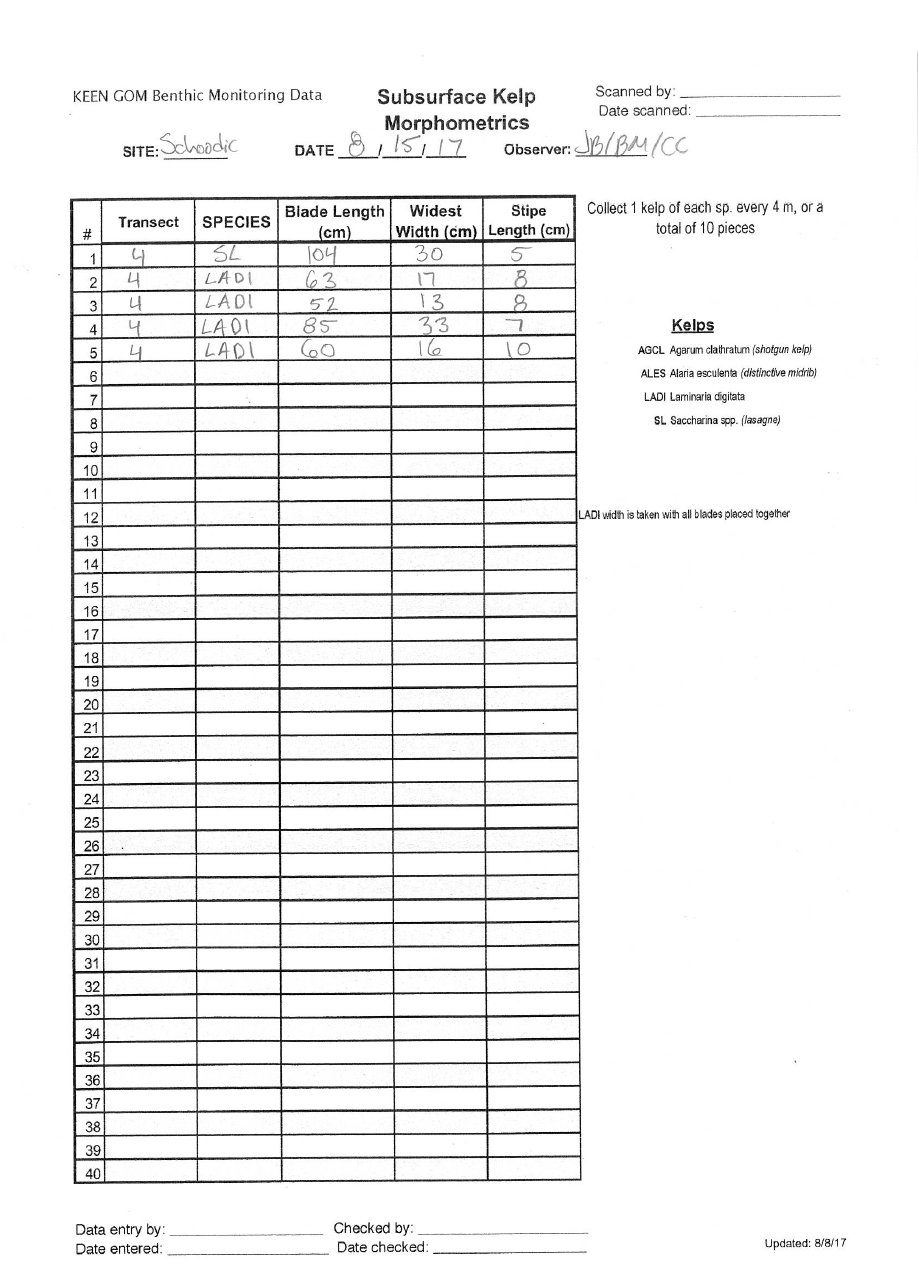 KEEN GOM Benthic Monitoring Data
Subsurface Kelp
Morphometrics
Scanned by:
Date scanned:
SITE: Schoodic DATE 8 / 15 / 17 Observer: JB/BM/CC
# Transect SPECIES Blade Length (cm) Widest Width (cm) Stipe Length (cm)
1 4 SL 104 30 5
2 4 LADI 63 17 8
3 4 LADI 52 13 8
4 4 LADI 85 33 7
5 4 LADI 60 16 10
6
7
8
9
10
11
12
13
14
15
16
17
18
19
20
21
22
23
24
25
26
27
28
29
30
31
32
33
34
35
36
37
38
39
40
Collect 1 kelp of each sp. every 4 m, or a
total of 10 pieces
Kelps
AGCL Agarum clathratum (shotgun kelp)
ALES Alaria esculenta (distinctive midrib)
LADI Laminaria digitata
SL Saccharina spp. (lasagne)
LADI width is taken with all blades placed together
Data entry by: Checked by:
Date entered: Date checked:
Updated: 8/8/17